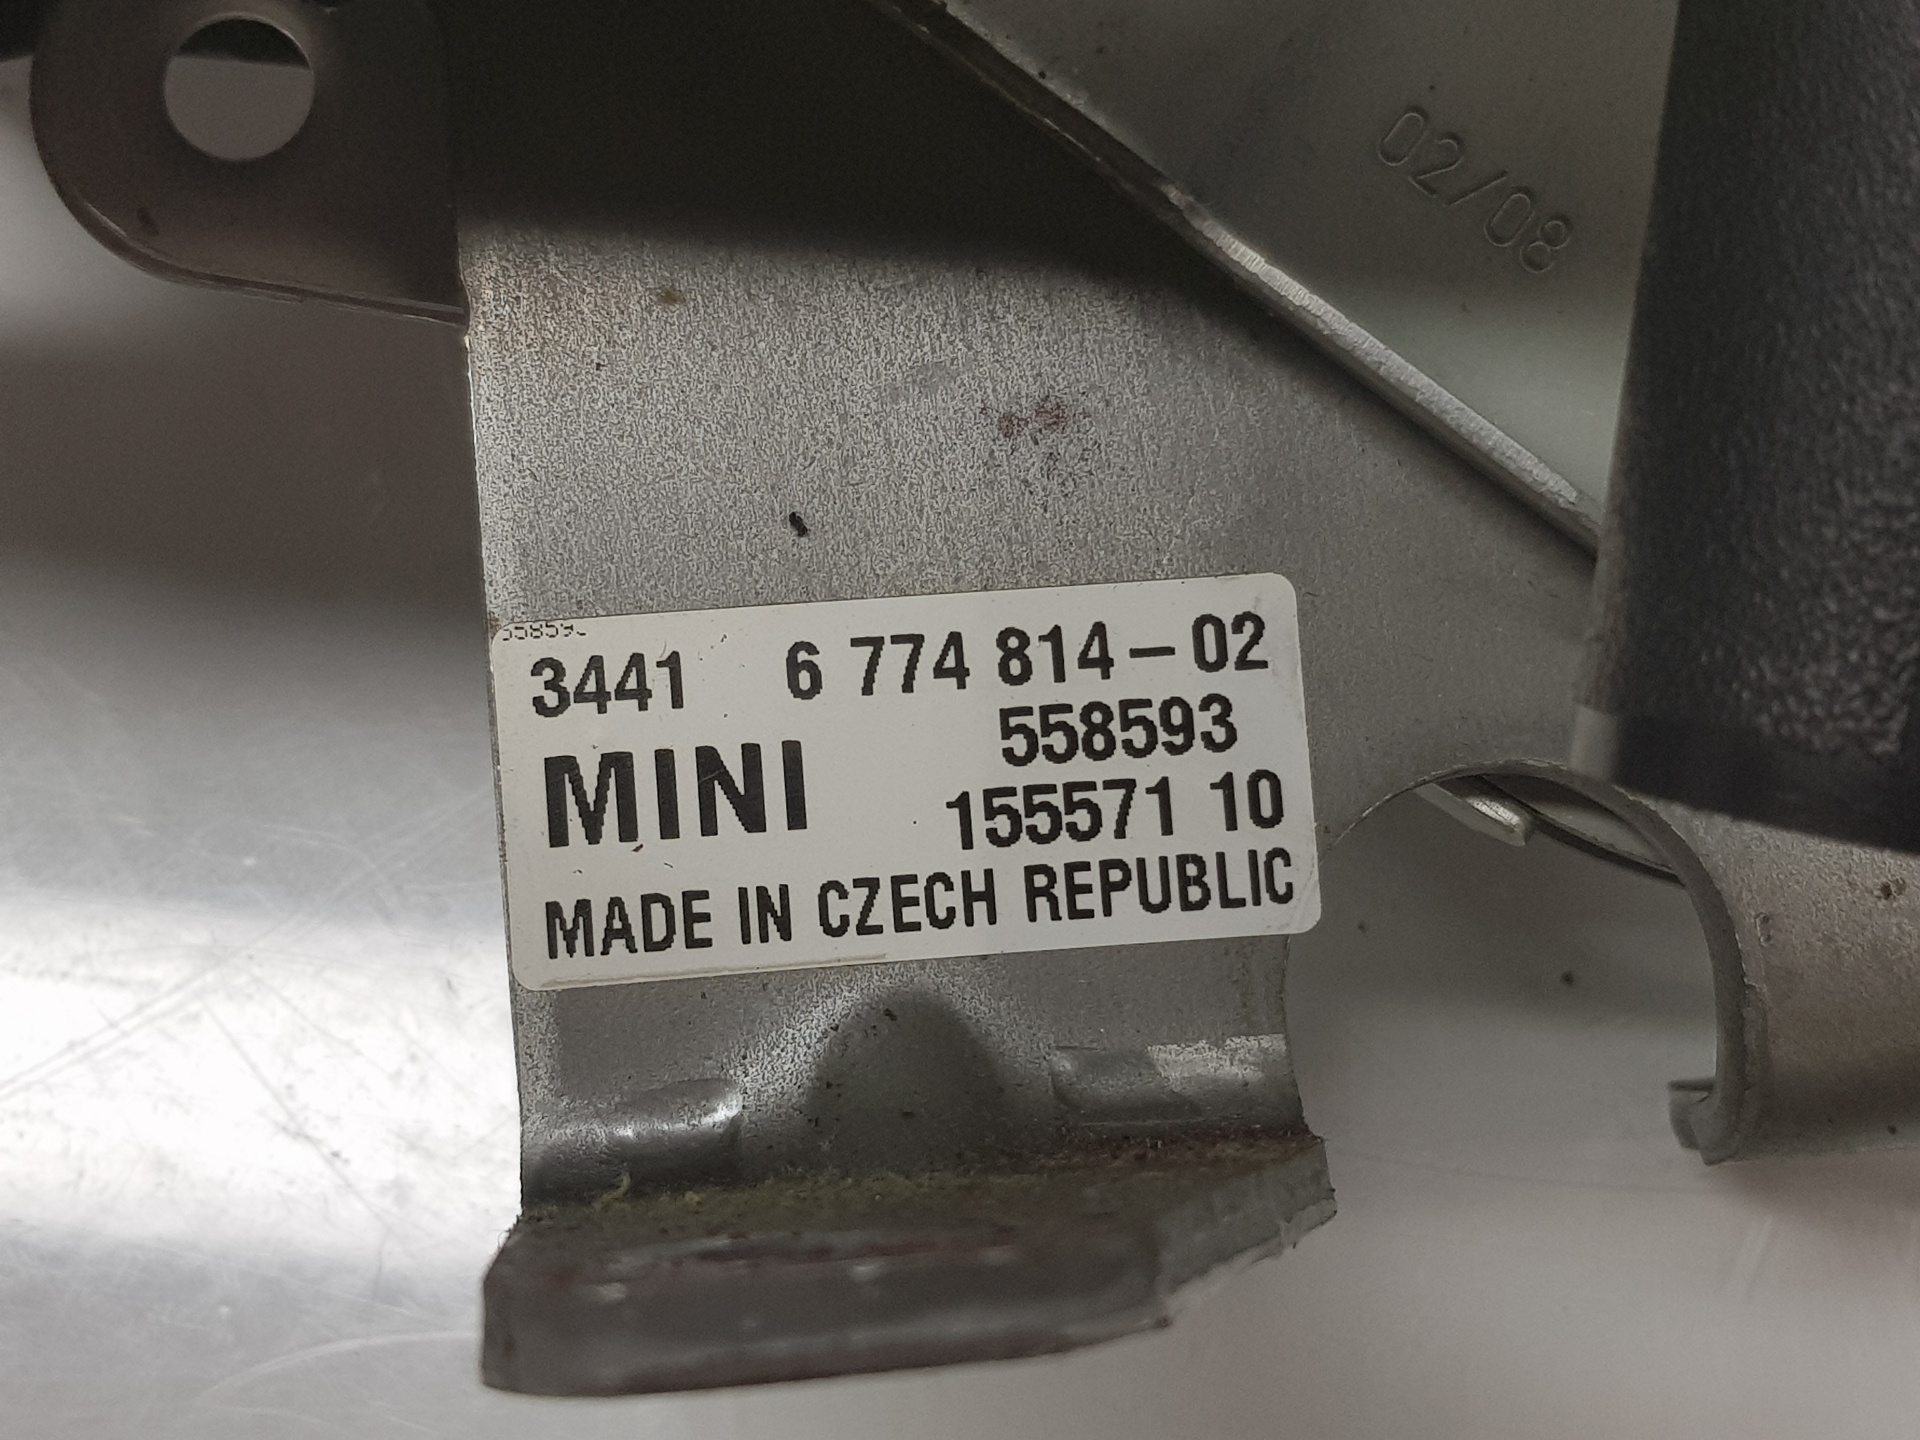 02/08
3441 6 774 814-02
558593
MINI
155571 10
MADE IN CZECH REPUBLIC